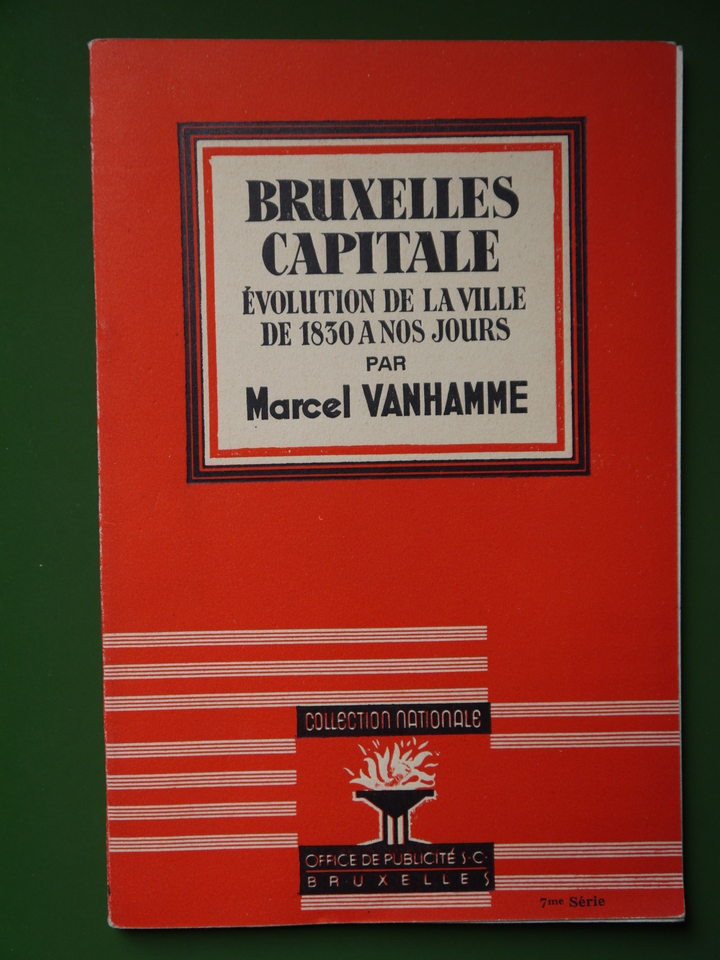 BRUXELLES
CAPITALE
ÉVOLUTION DE LA VILLE
DE 1830 A NOS JOURS
PAR
Marcel VANHAMME
COLLECTION NATIONALE
OFFICE DE PUBLICITÉ S·C·
BRUXELLES
7me Série